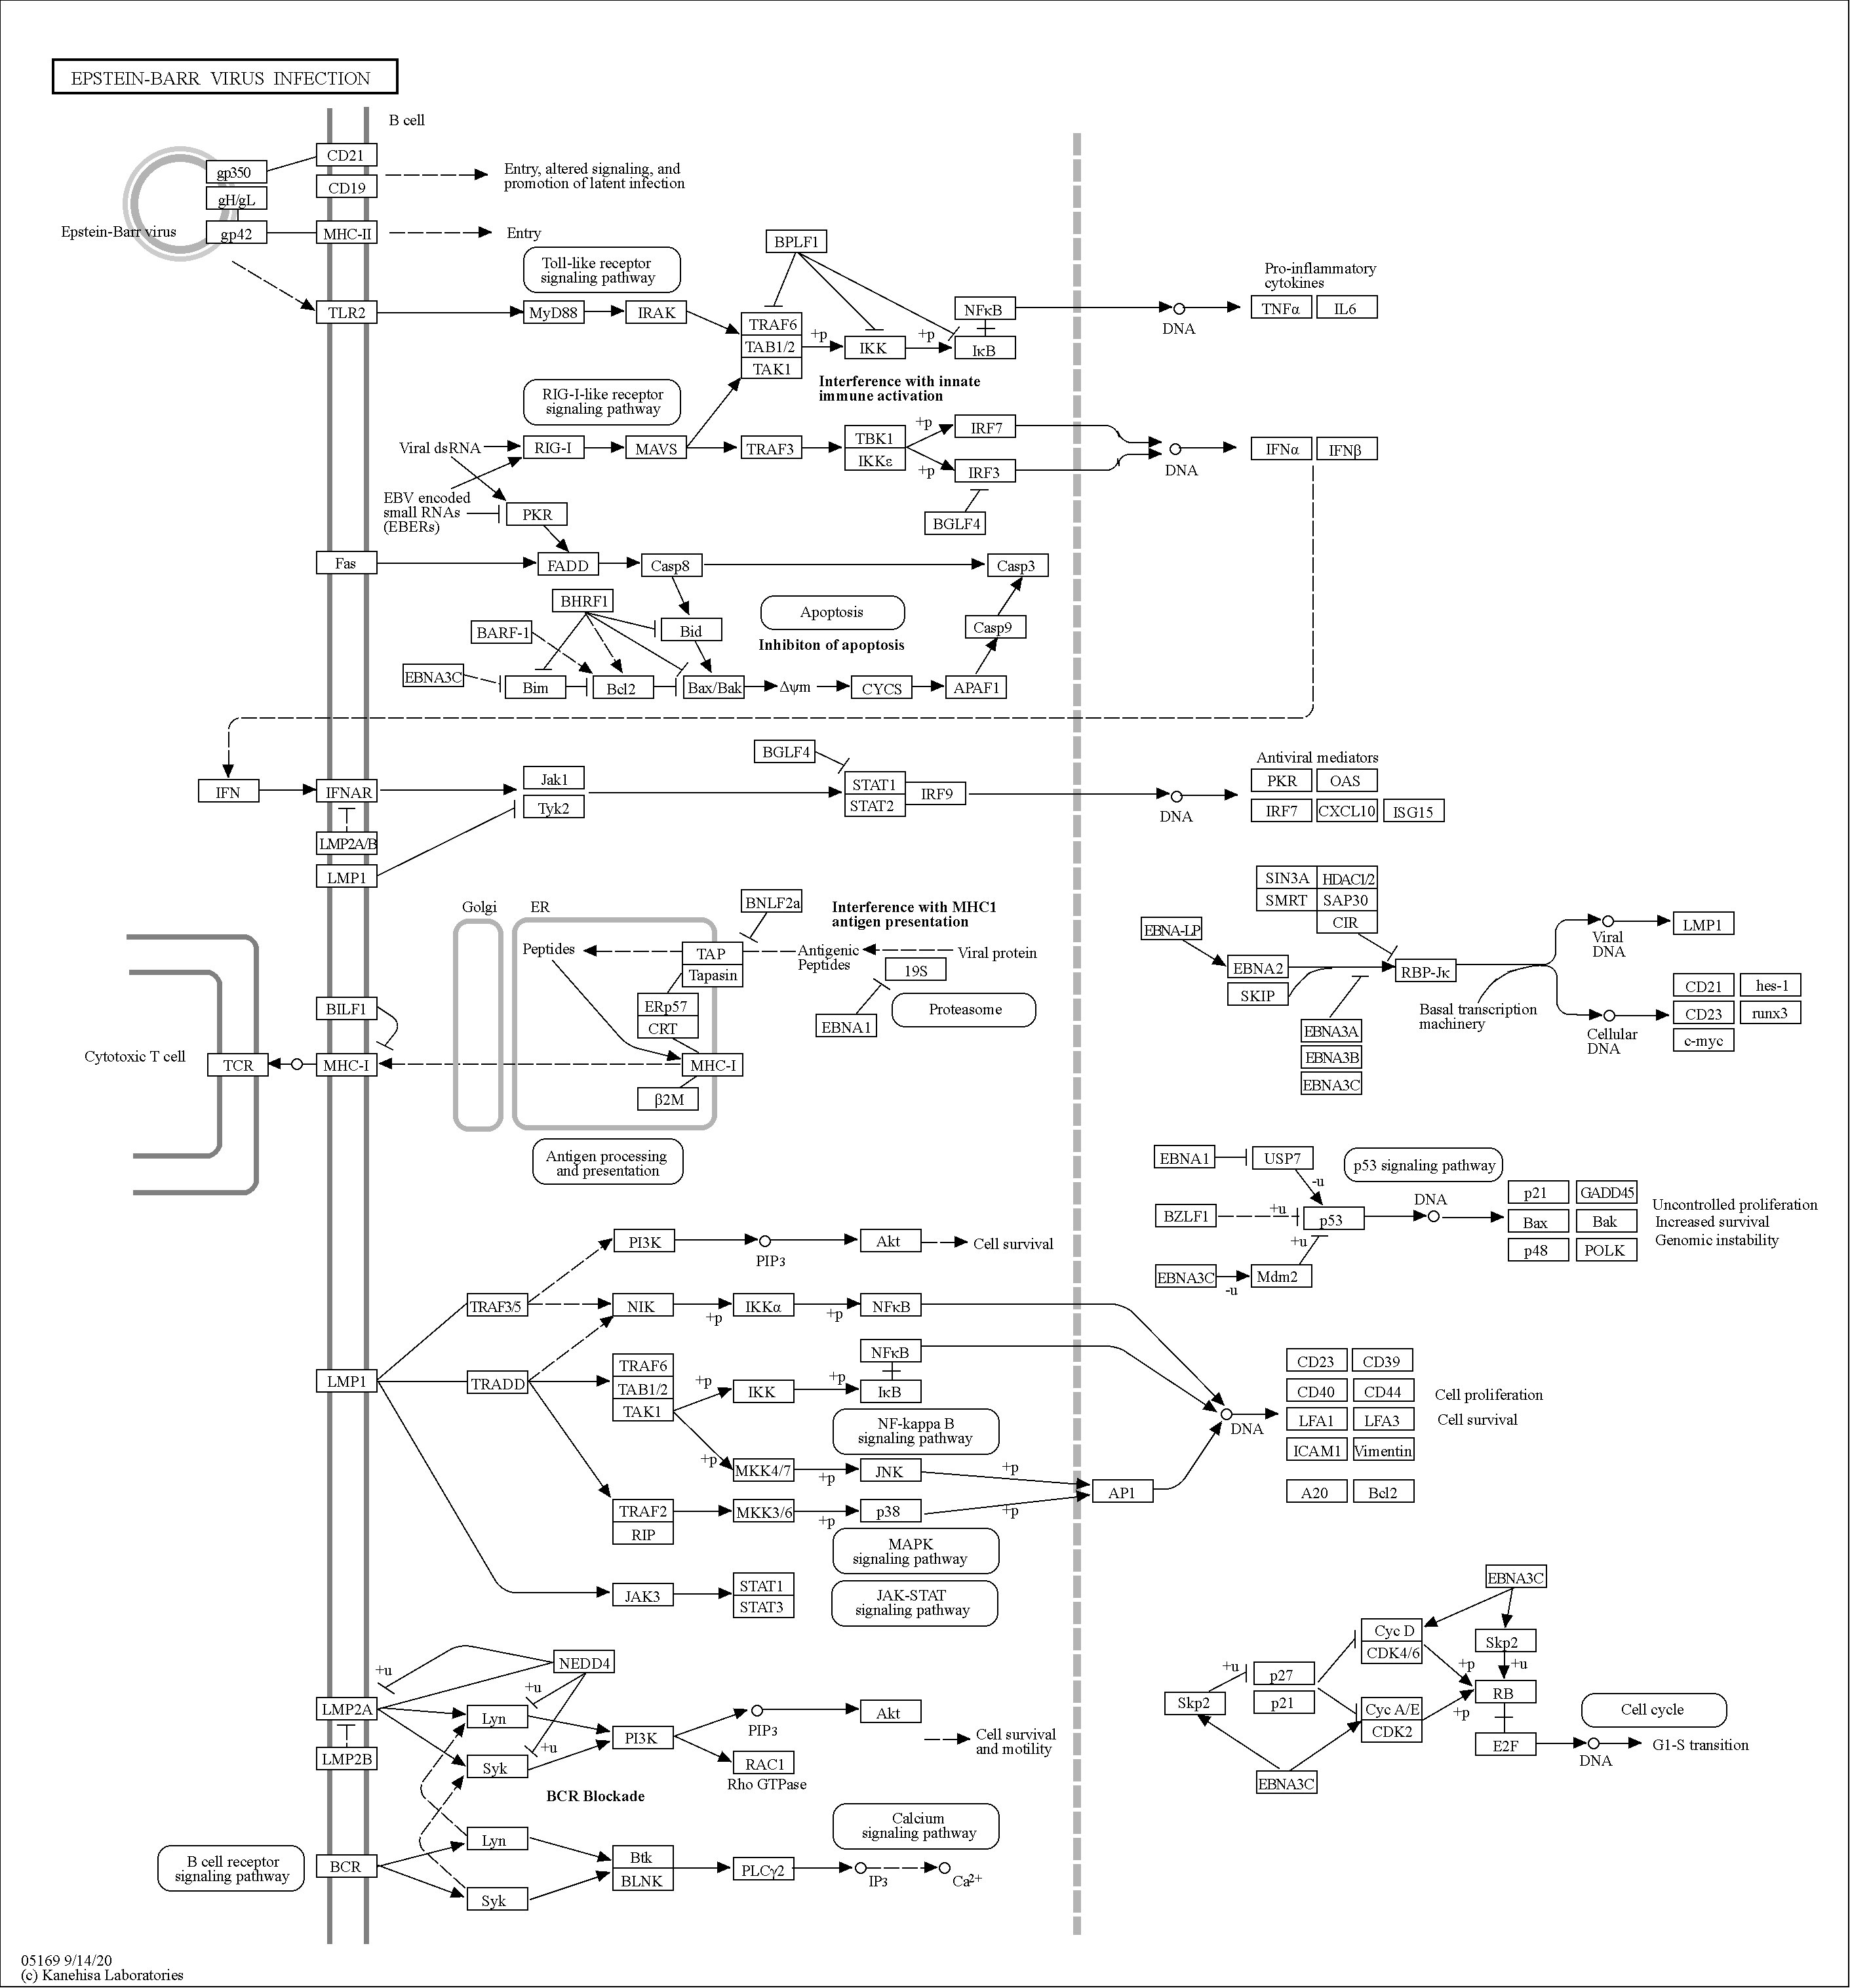 EPSTEIN-BARR VIRUS INFECTION
B cell
CD21
gp350
CD19
gH/gL
Entry, altered signaling, and
promotion of latent infection
Epstein-Barr virus
gp42
MHC-II
Entry
BPLF1
Toll-like receptor
signaling pathway
Pro-inflammatory
cytokines
TLR2
MyD88
IRAK
TRAF6
TAB1/2
TAK1
+p
IKK
+p
NFκB
IκB
DNA
TNFα
IL6
Interference with innate
immune activation
RIG-I-like receptor
signaling pathway
Viral dsRNA
RIG-I
MAVS
TRAF3
TBK1
IKKε
+p
+p
IRF7
IRF3
DNA
IFNα
IFNβ
EBV encoded
small RNAs
(EBERs)
PKR
BGLF4
Fas
FADD
Casp8
Casp3
BHRF1
Apoptosis
BARF-1
Bid
Casp9
Inhibiton of apoptosis
EBNA3C
Bim
Bcl2
Bax/Bak
Δψm
CYCS
APAF1
BGLF4
Antiviral mediators
IFN
IFNAR
Jak1
Tyk2
STAT1
STAT2
IRF9
DNA
PKR
OAS
IRF7
CXCL10
ISG15
LMP2A/B
LMP1
Golgi
ER
BNLF2a
Interference with MHC1
antigen presentation
Peptides
TAP
Tapasin
Antigenic
Peptides
Viral protein
19S
ERp57
CRT
EBNA1
Proteasome
BILF1
Cytotoxic T cell
TCR
MHC-I
MHC-I
β2M
Antigen processing
and presentation
SIN3A
HDAC1/2
SMRT
SAP30
CIR
EBNA-LP
EBNA2
SKIP
RBP-Jκ
Viral
DNA
LMP1
EBNA3A
EBNA3B
EBNA3C
Basal transcription
machinery
Cellular
DNA
CD21
hes-1
CD23
runx3
c-myc
EBNA1
USP7
p53 signaling pathway
-u
BZLF1
+u
p53
DNA
p21
GADD45
Bax
Bak
p48
POLK
Uncontrolled proliferation
Increased survival
Genomic instability
+u
EBNA3C
-u
Mdm2
PI3K
PIP3
Akt
Cell survival
TRAF3/5
NIK
+p
IKKα
+p
NFκB
NFκB
LMP1
TRADD
TRAF6
TAB1/2
TAK1
+p
IKK
+p
IκB
NF-kappa B
signaling pathway
DNA
CD23
CD39
CD40
CD44
LFA1
LFA3
ICAM1
Vimentin
A20
Bcl2
Cell proliferation
Cell survival
+p
MKK4/7
+p
JNK
+p
AP1
TRAF2
RIP
MKK3/6
+p
p38
+p
MAPK
signaling pathway
JAK3
STAT1
STAT3
JAK-STAT
signaling pathway
EBNA3C
Cyc D
CDK4/6
Skp2
+p
+u
+u
p27
p21
Skp2
Cyc A/E
CDK2
+p
RB
E2F
Cell cycle
DNA
G1-S transition
EBNA3C
+u
NEDD4
+u
LMP2A
Lyn
+u
LMP2B
Syk
PI3K
PIP3
Akt
RAC1
Rho GTPase
Cell survival
and motility
BCR Blockade
B cell receptor
signaling pathway
BCR
Lyn
Syk
Btk
BLNK
PLCγ2
IP3
Ca2+
Calcium
signaling pathway
05169 9/14/20
(c) Kanehisa Laboratories